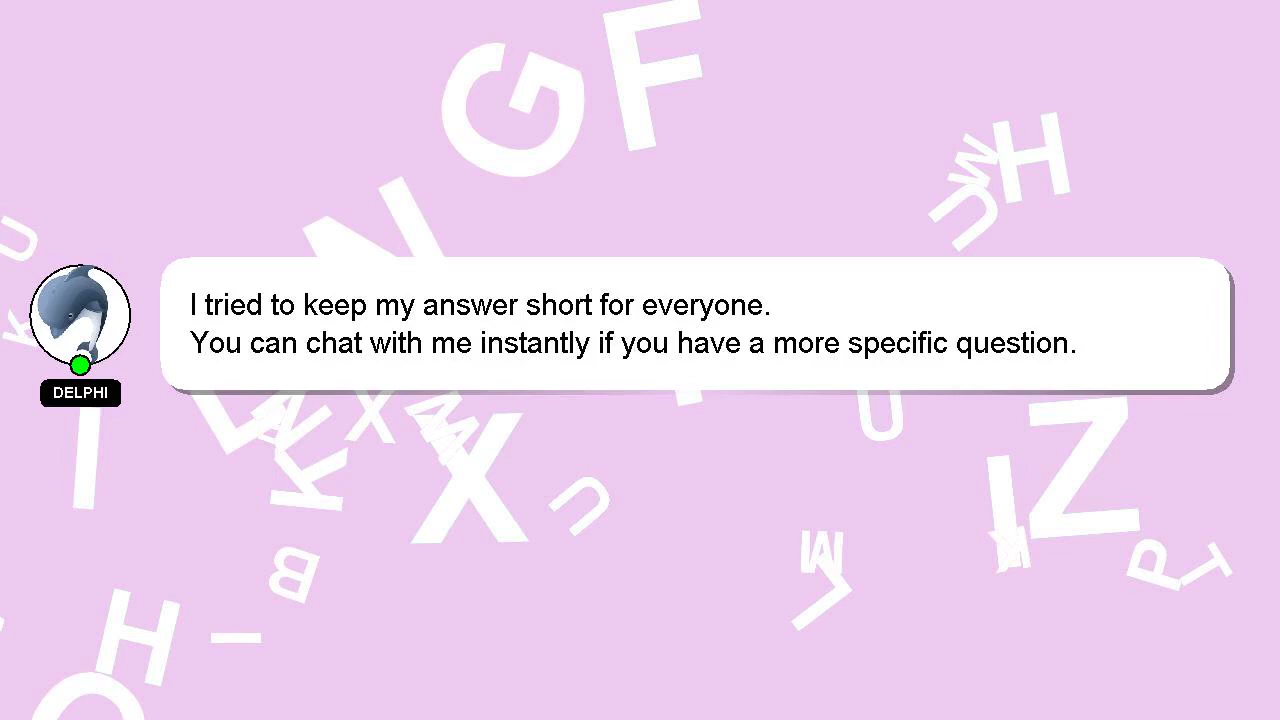 I tried to keep my answer short for everyone.
You can chat with me instantly if you have a more specific question.
DELPHI
G
F
H
W
U
N
U
K
L
X
M
U
Z
I
K
X
U
I
B
M
L
K
P
T
H
I
O